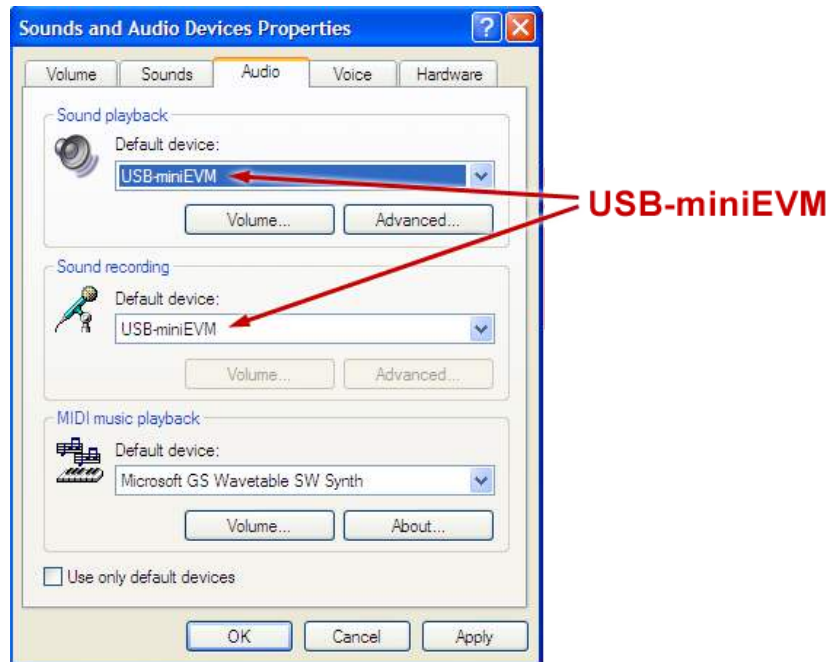 Sounds and Audio Devices Properties
Volume
Sounds
Audio
Voice
Hardware
Sound playback
Default device:
USB-miniEVM
Volume...
Advanced...
USB-miniEVM
Sound recording
Default device:
USB-miniEVM
Volume...
Advanced...
MIDI music playback
Default device:
Microsoft GS Wavetable SW Synth
Volume...
About...
Use only default devices
OK
Cancel
Apply